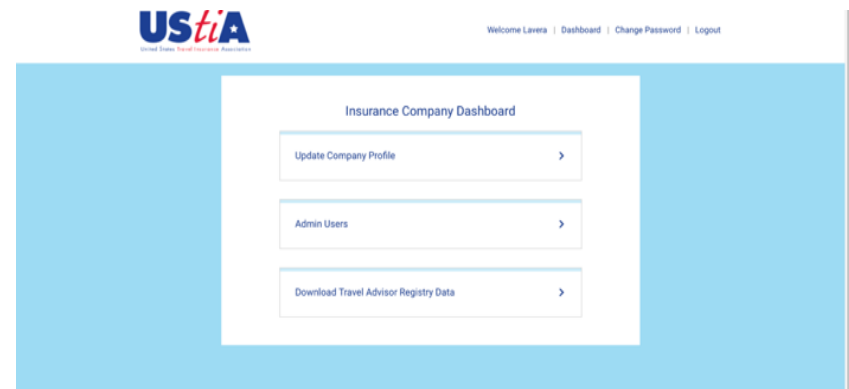 UStiA
United States Travel Insurance Association
Welcome Lavera | Dashboard | Change Password | Logout
Insurance Company Dashboard
Update Company Profile
Admin Users
Download Travel Advisor Registry Data